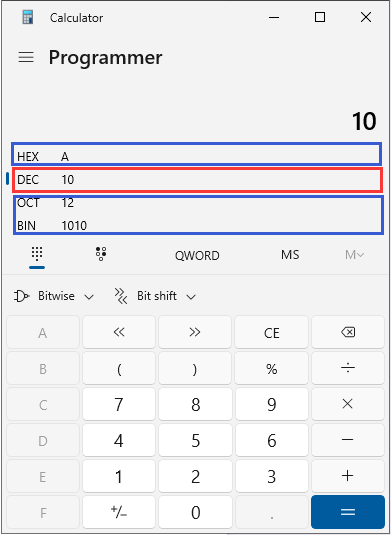 Calculator
Programmer
10
HEX A
DEC 10
OCT 12
BIN 1010
QWORD MS M
Bitwise Bit shift
A << >> CE
B ( ) % ÷
C 7 8 9 ×
D 4 5 6 −
E 1 2 3 +
F +/− 0 . =